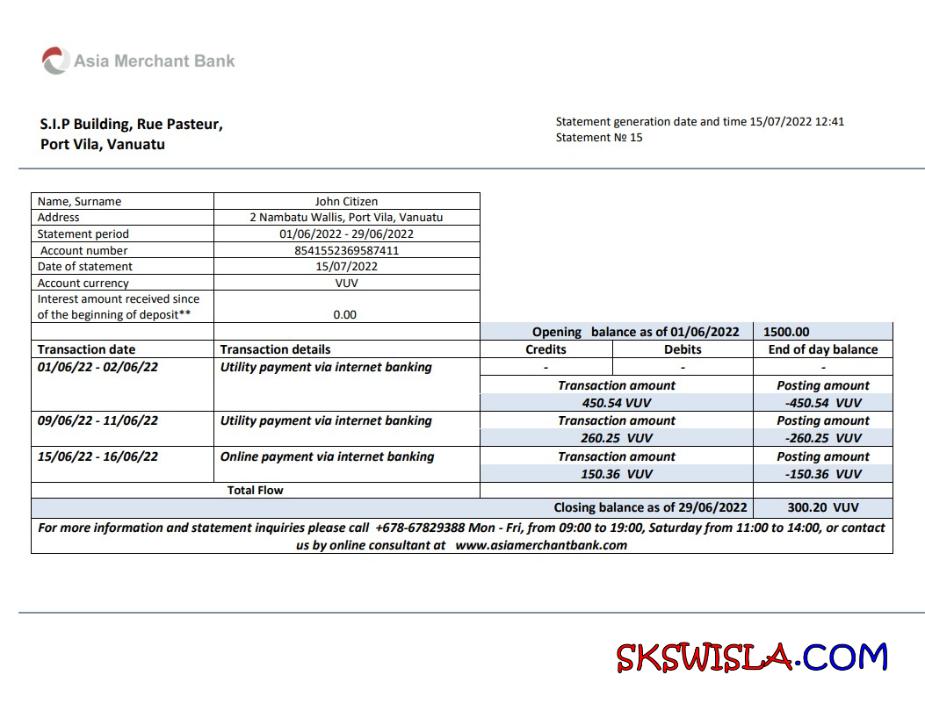 Asia Merchant Bank
S.I.P Building, Rue Pasteur,
Port Vila, Vanuatu
Statement generation date and time 15/07/2022 12:41
Statement № 15
Name, Surname John Citizen
Address 2 Nambatu Wallis, Port Vila, Vanuatu
Statement period 01/06/2022 - 29/06/2022
Account number 8541552369587411
Date of statement 15/07/2022
Account currency VUV
Interest amount received since
of the beginning of deposit** 0.00
Opening balance as of 01/06/2022 1500.00
Transaction date Transaction details Credits Debits End of day balance
01/06/22 - 02/06/22 Utility payment via internet banking - - -
Transaction amount Posting amount
450.54 VUV -450.54 VUV
09/06/22 - 11/06/22 Utility payment via internet banking Transaction amount Posting amount
260.25 VUV -260.25 VUV
15/06/22 - 16/06/22 Online payment via internet banking Transaction amount Posting amount
150.36 VUV -150.36 VUV
Total Flow
Closing balance as of 29/06/2022 300.20 VUV
For more information and statement inquiries please call +678-67829388 Mon - Fri, from 09:00 to 19:00, Saturday from 11:00 to 14:00, or contact
us by online consultant at www.asiamerchantbank.com
SKSWISLA.COM